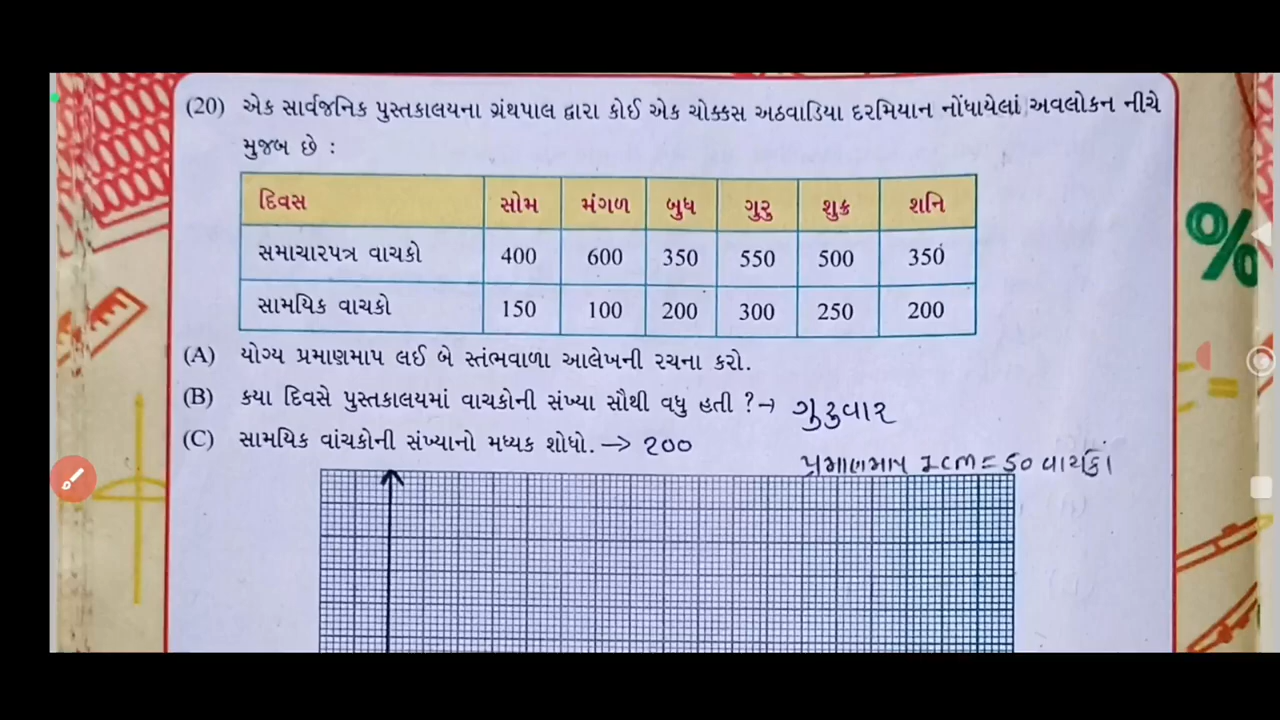 (20) એક સાર્વજનિક પુસ્તકાલયના ગ્રંથપાલ દ્વારા કોઈ એક ચોક્કસ અઠવાડિયા દરમિયાન નોંધાયેલાં અવલોકન નીચે
મુજબ છે :
દિવસ સોમ મંગળ બુધ ગુરુ શુક્ર શનિ
સમાચારપત્ર વાચકો 400 600 350 550 500 350
સામયિક વાચકો 150 100 200 300 250 200
(A) યોગ્ય પ્રમાણમાપ લઈ બે સ્તંભવાળા આલેખની રચના કરો.
(B) ક્યા દિવસે પુસ્તકાલયમાં વાચકોની સંખ્યા સૌથી વધુ હતી ? → ગુરુવાર
(C) સામયિક વાંચકોની સંખ્યાનો મધ્યક શોધો. → ૨૦૦
પ્રમાણમાપ 1cm = 50 વાચકો
%